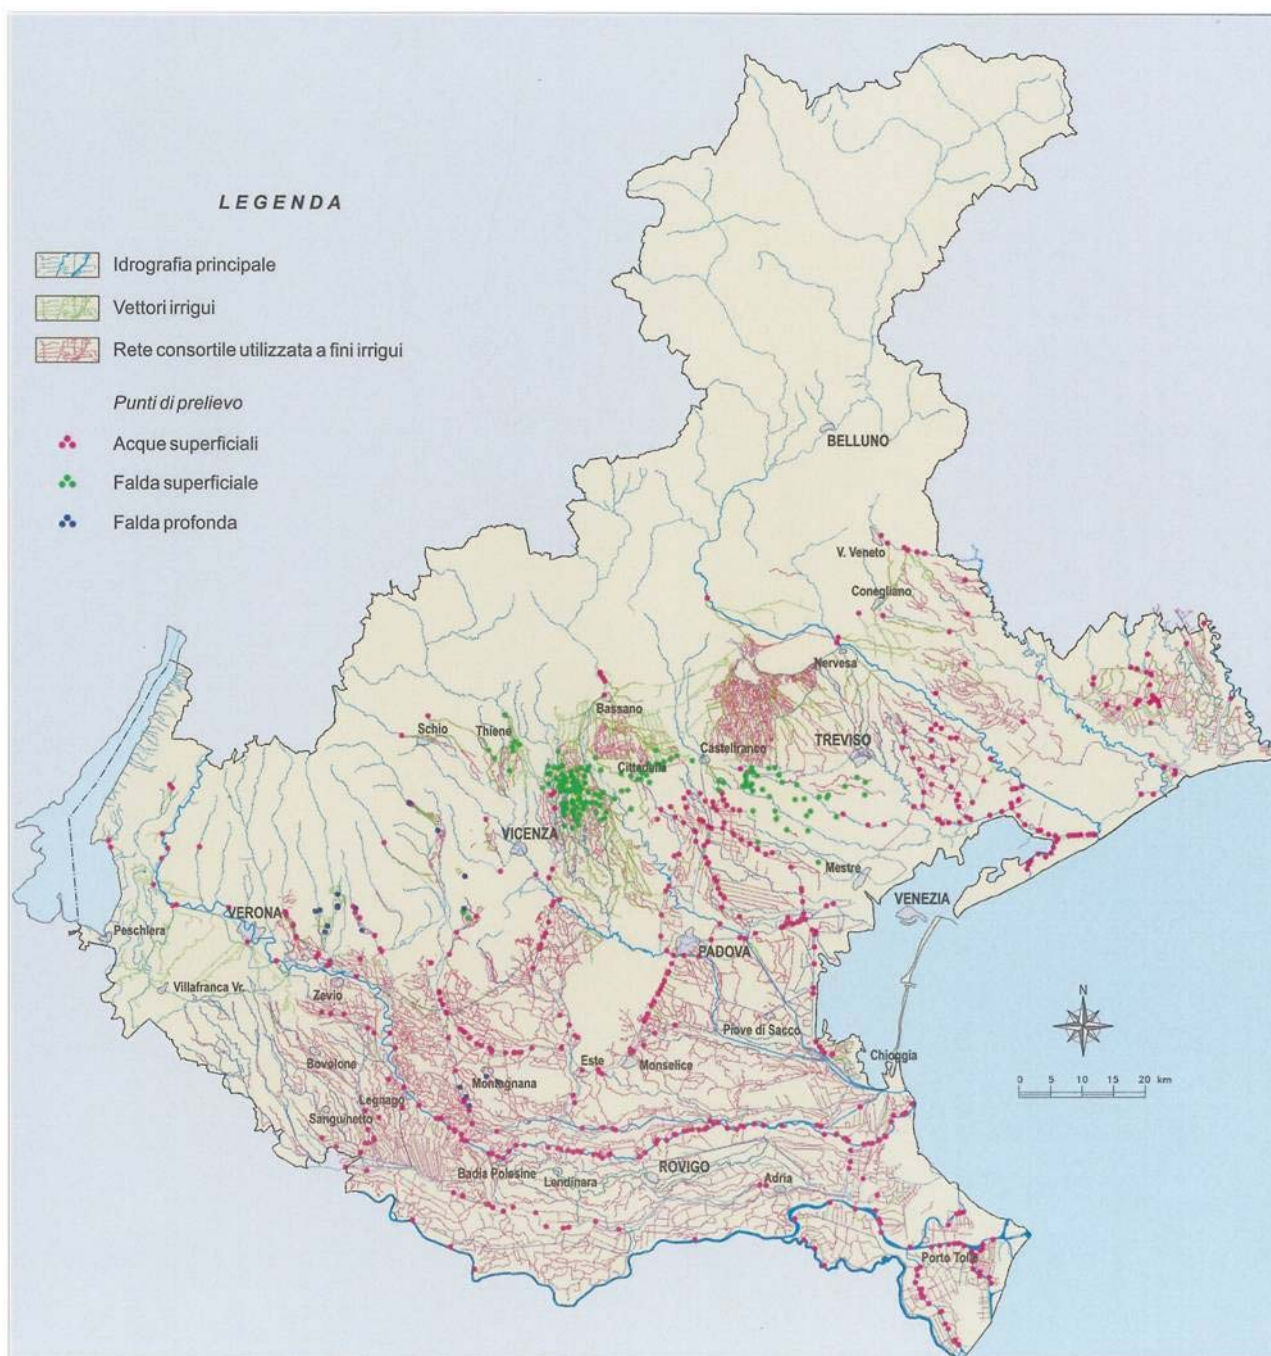 LEGENDA
Idrografia principale
Vettori irrigui
Rete consortile utilizzata a fini irrigui
Punti di prelievo
Acque superficiali
Falda superficiale
Falda profonda
BELLUNO
V. Veneto
Conegliano
Nervesa
Bassano
Schio
Thiene
Castelfranco
TREVISO
Cittadella
VICENZA
Mestre
VENEZIA
VERONA
Peschiera
PADOVA
Villafranca Vr.
Zevio
N
Piove di Sacco
Chioggia
Bovolone
Este
Monselice
Montagnana
0 5 10 20 km
Legnago
Sanguinetto
Badia Polesine
ROVIGO
Lendinara
Adria
Porto Tolle